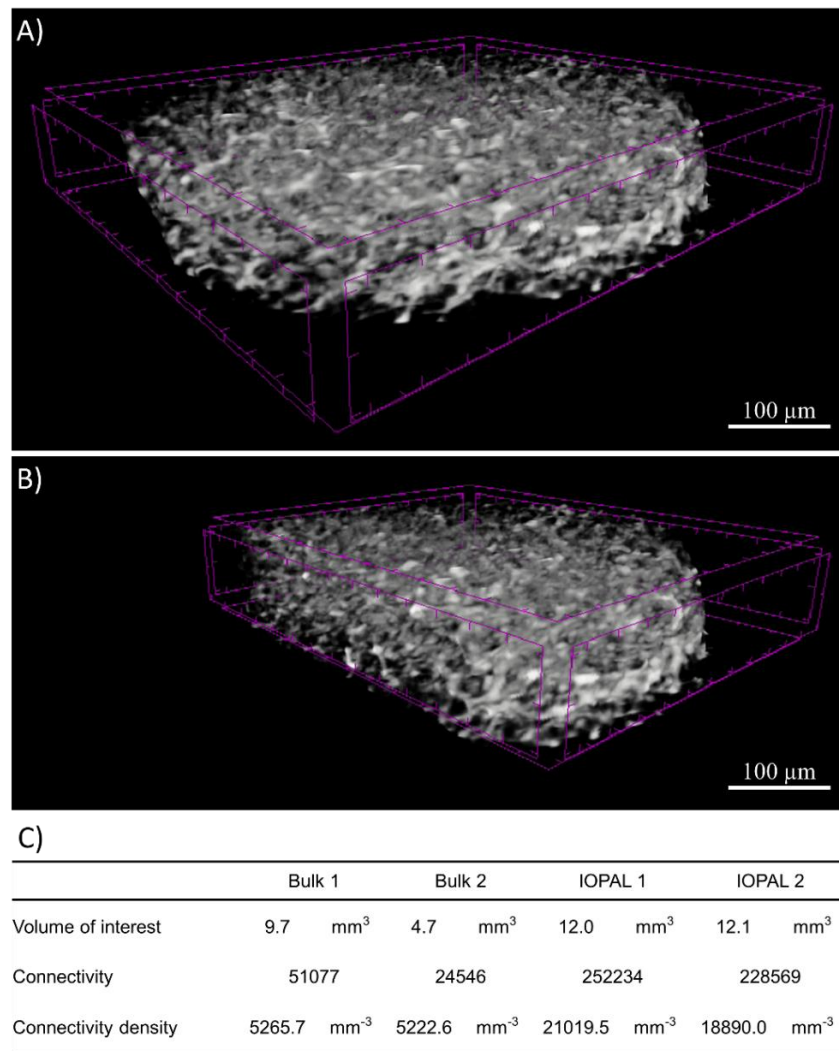 A)
100 µm
B)
100 µm
C)
Bulk 1 Bulk 2 IOPAL 1 IOPAL 2
Volume of interest 9.7 mm³ 4.7 mm³ 12.0 mm³ 12.1 mm³
Connectivity 51077 24546 252234 228569
Connectivity density 5265.7 mm⁻³ 5222.6 mm⁻³ 21019.5 mm⁻³ 18890.0 mm⁻³